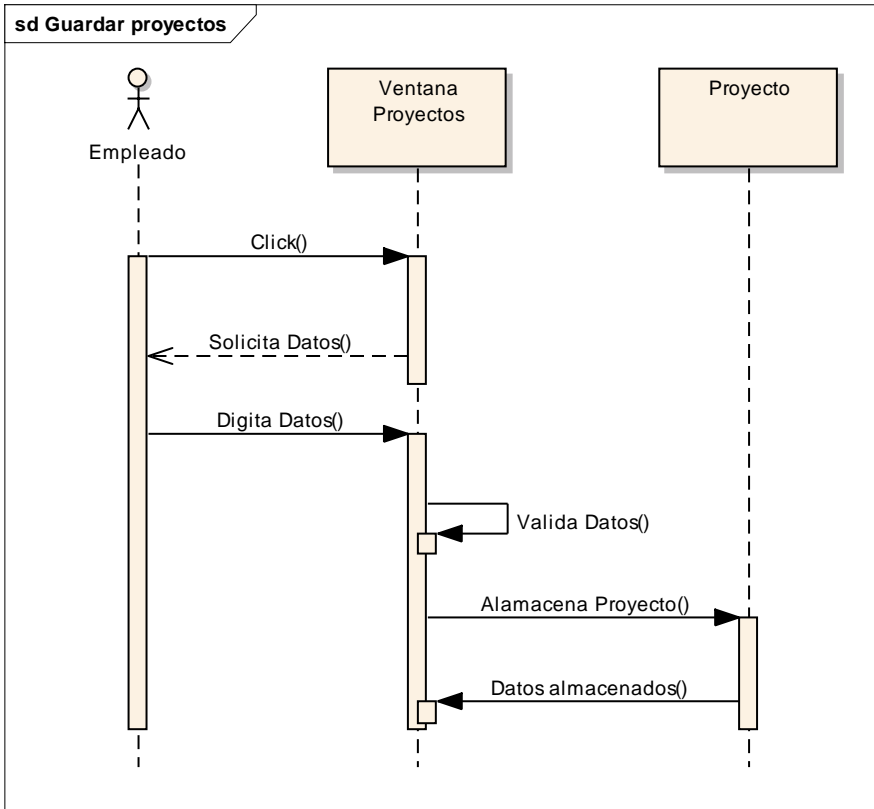 sd Guardar proyectos
Empleado
Ventana
Proyectos
Proyecto
Click()
Solicita Datos()
Digita Datos()
Valida Datos()
Alamacena Proyecto()
Datos almacenados()